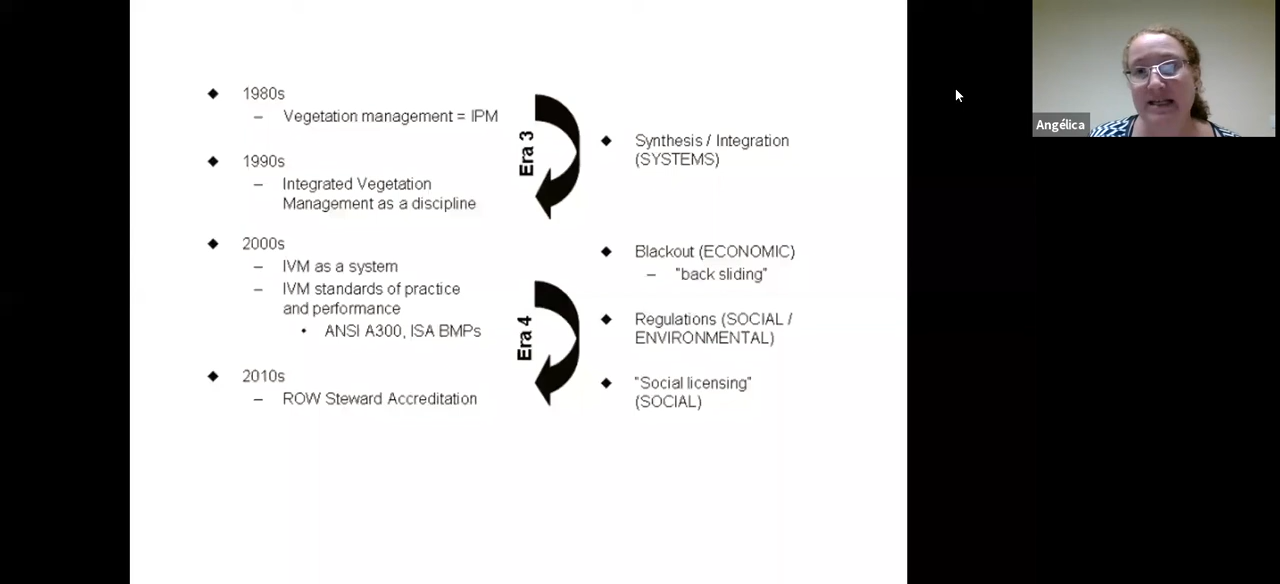 1980s
– Vegetation management = IPM
1990s
– Integrated Vegetation
Management as a discipline
2000s
– IVM as a system
– IVM standards of practice
and performance
• ANSI A300, ISA BMPs
2010s
– ROW Steward Accreditation
Era 3
Era 4
Synthesis / Integration
(SYSTEMS)
Blackout (ECONOMIC)
– "back sliding"
Regulations (SOCIAL /
ENVIRONMENTAL)
"Social licensing"
(SOCIAL)
Angélica